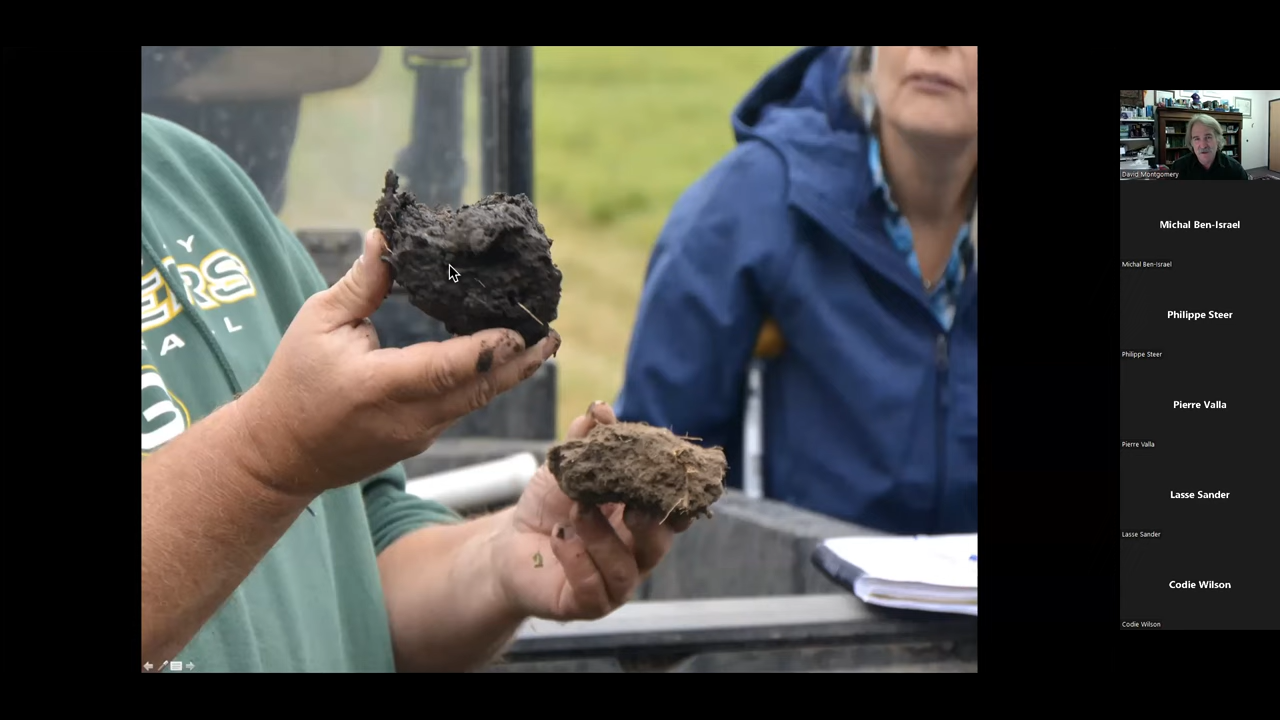 David Montgomery
Michal Ben-Israel
Michal Ben-Israel
Philippe Steer
Philippe Steer
Pierre Valla
Pierre Valla
Lasse Sander
Lasse Sander
Codie Wilson
Codie Wilson